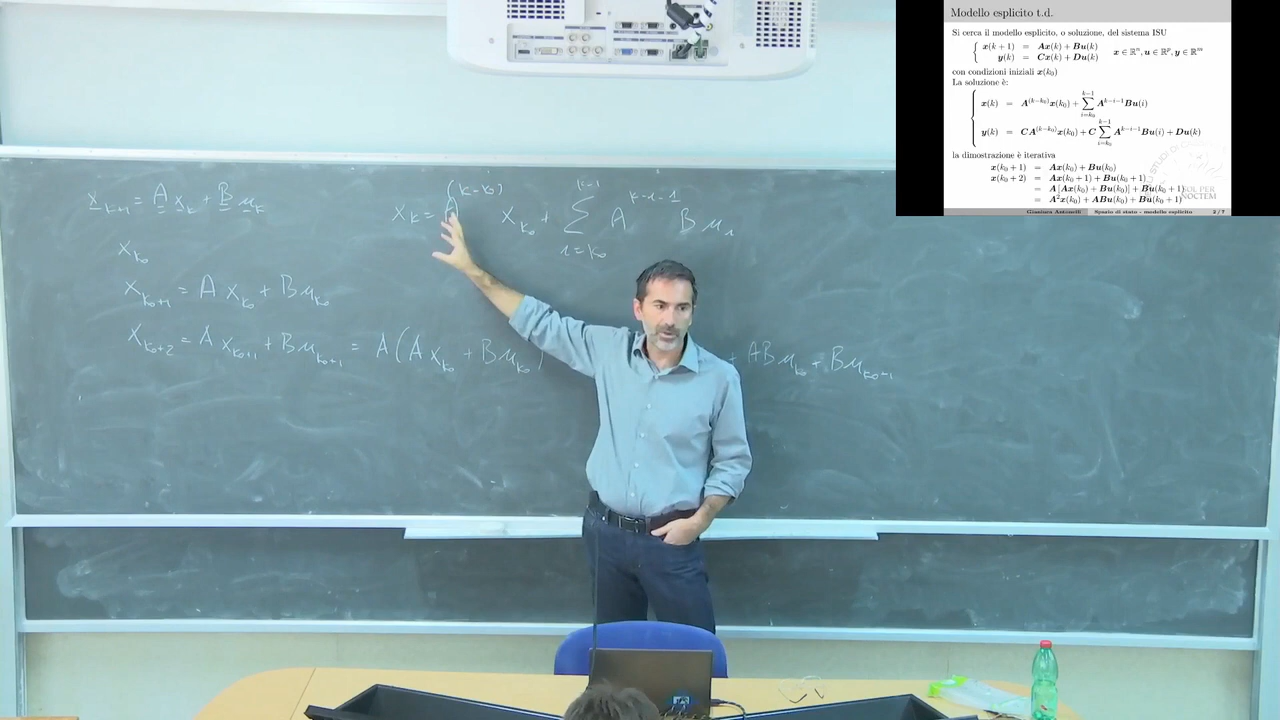 Modello esplicito t.d.
Si cerca il modello esplicito, o soluzione, del sistema ISU
{ x(k + 1) = Ax(k) + Bu(k)
y(k) = Cx(k) + Du(k) x ∈ ℝⁿ, u ∈ ℝᵖ, y ∈ ℝᵐ
con condizioni iniziali x(k₀)
La soluzione è:
x(k) = A^(k−k₀) x(k₀) + ∑_{i=k₀}^{k−1} A^{k−i−1} Bu(i)
y(k) = CA^(k−k₀) x(k₀) + C ∑_{i=k₀}^{k−1} A^{k−i−1} Bu(i) + Du(k)
la dimostrazione è iterativa
x(k₀ + 1) = Ax(k₀) + Bu(k₀)
x(k₀ + 2) = Ax(k₀ + 1) + Bu(k₀ + 1)
= A [Ax(k₀) + Bu(k₀)] + Bu(k₀ + 1)
= A²x(k₀) + ABu(k₀) + Bu(k₀ + 1)
SOL PER
NOCTEM
Gianluca Antonelli Spazio di stato - modello esplicito 2/7
x_{k+1} = A x_k + B u_k
x_k = A^(k-k₀) x_{k₀} + ∑_{i=k₀}^{k-1} A^{k-i-1} B u_i
x_{k₀}
x_{k₀+1} = A x_{k₀} + B u_{k₀}
x_{k₀+2} = A x_{k₀+1} + B u_{k₀+1} = A(A x_{k₀} + B u_{k₀}) + AB u_{k₀} + B u_{k₀+1}